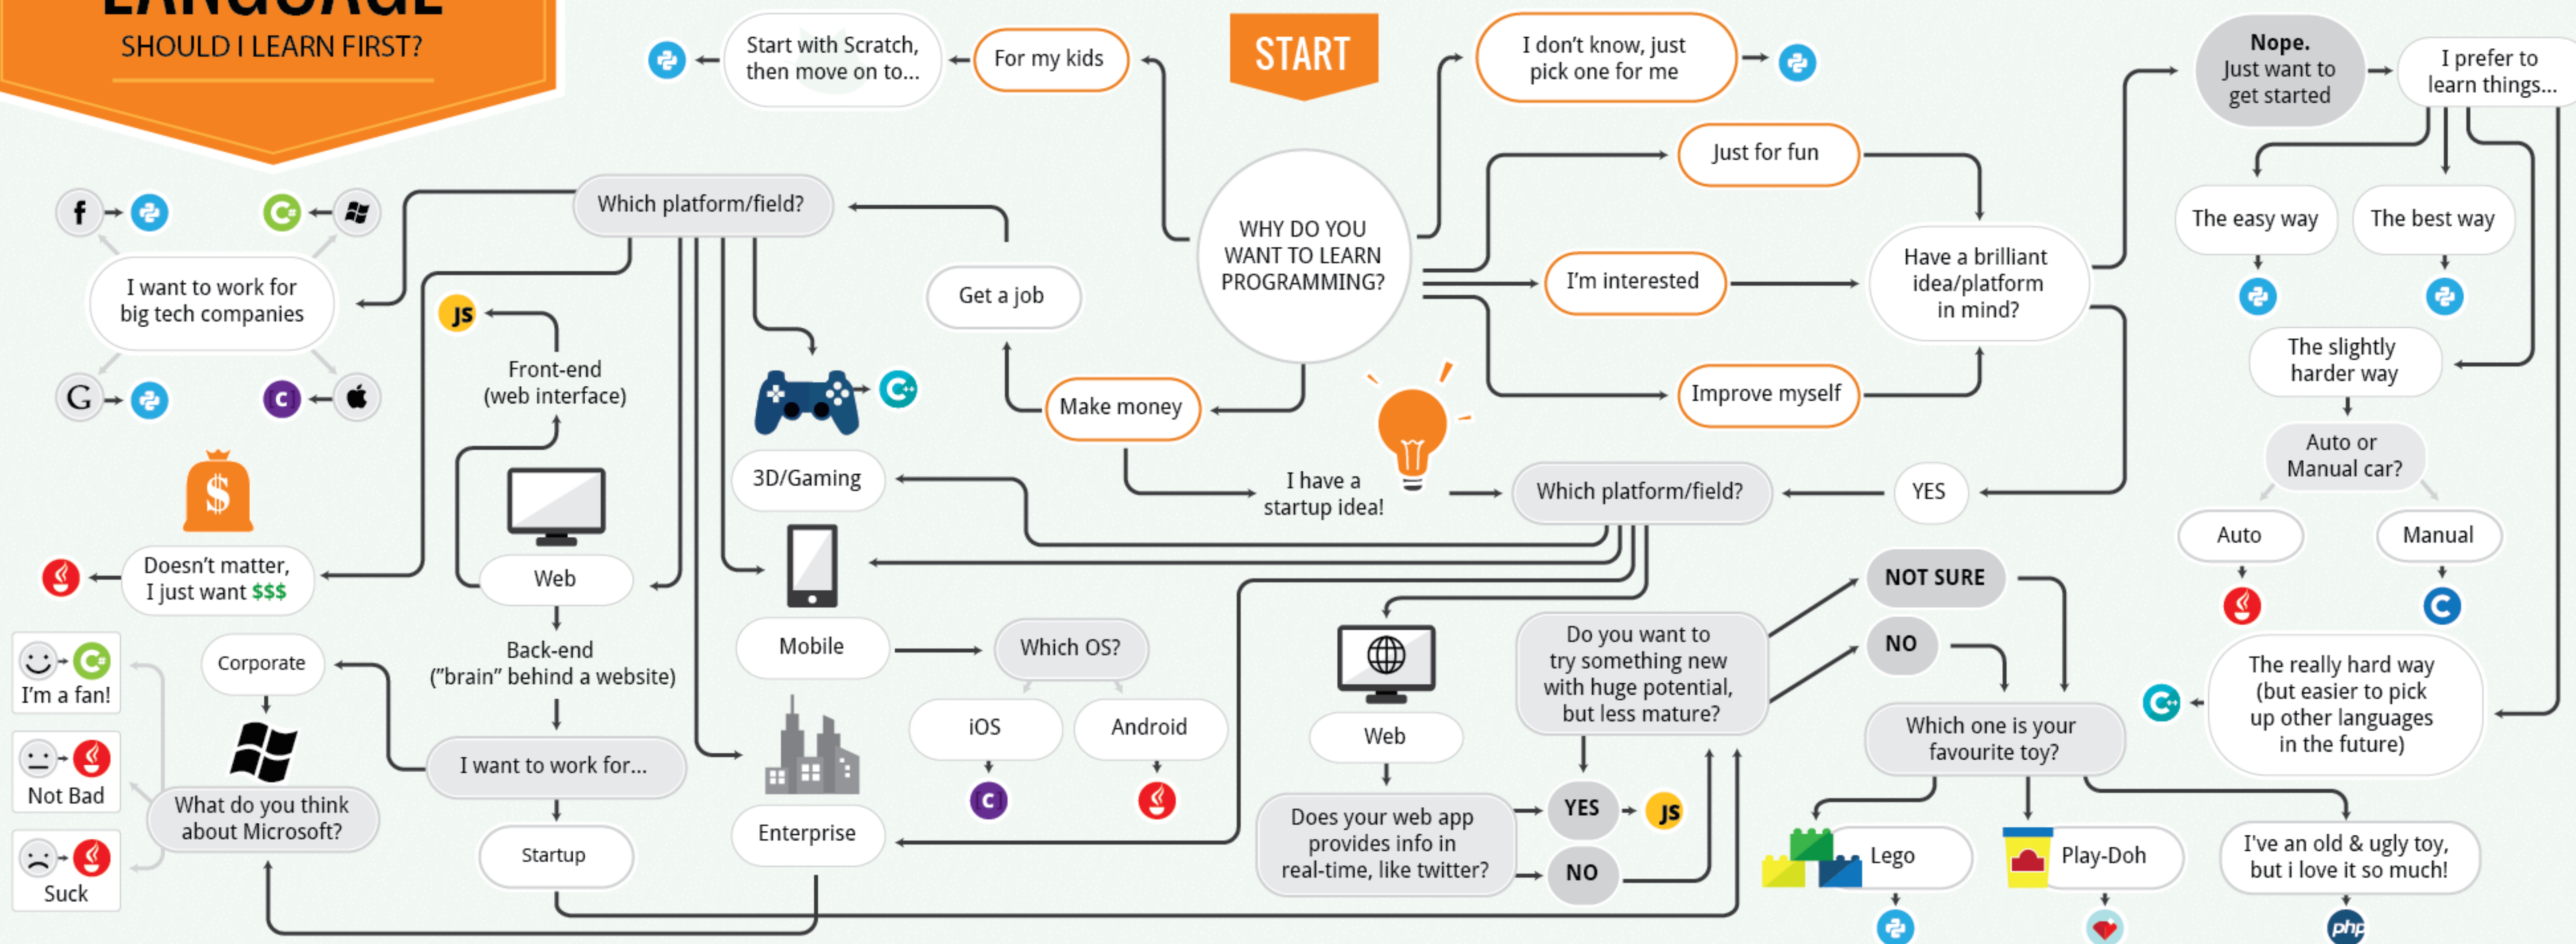 LANGUAGE
SHOULD I LEARN FIRST?
START
WHY DO YOU
WANT TO LEARN
PROGRAMMING?
For my kids
Start with Scratch,
then move on to...
I don't know, just
pick one for me
Just for fun
I'm interested
Improve myself
Have a brilliant
idea/platform
in mind?
Nope.
Just want to
get started
I prefer to
learn things...
The easy way
The best way
The slightly
harder way
Auto or
Manual car?
Auto
Manual
C
The really hard way
(but easier to pick
up other languages
in the future)
C++
YES
Which platform/field?
Make money
Get a job
I have a
startup idea!
Which platform/field?
f
C#
I want to work for
big tech companies
G
[C]
$
Doesn't matter,
I just want $$$
JS
Front-end
(web interface)
Web
Back-end
("brain" behind a website)
I want to work for...
Corporate
Startup
What do you think
about Microsoft?
C#
I'm a fan!
Not Bad
Suck
C++
3D/Gaming
Mobile
Which OS?
iOS
Android
[C]
Enterprise
Web
Does your web app
provides info in
real-time, like twitter?
YES
JS
NO
Do you want to
try something new
with huge potential,
but less mature?
NOT SURE
NO
Which one is your
favourite toy?
Lego
Play-Doh
I've an old & ugly toy,
but i love it so much!
php